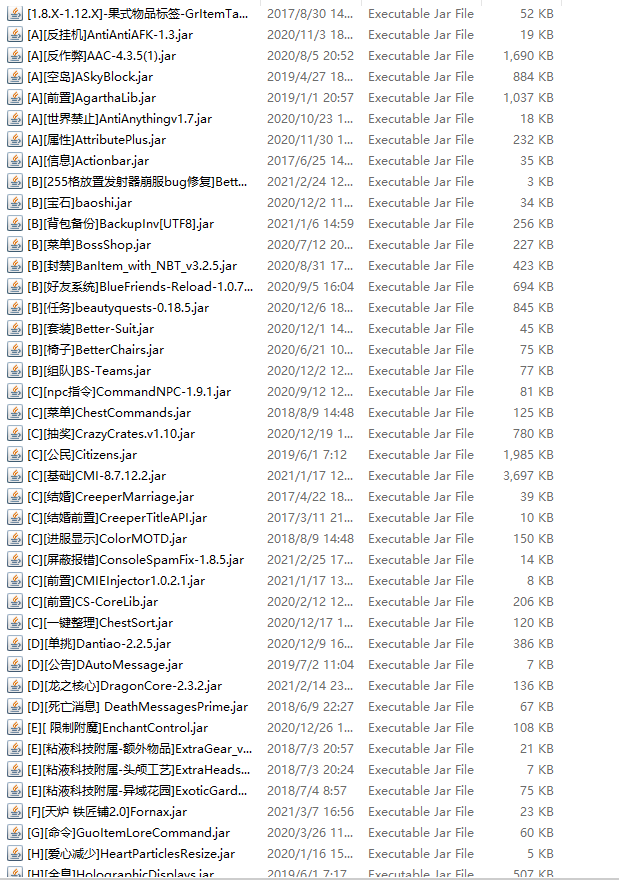 [1.8.X-1.12.X]-果式物品标签-GrItemTa... 2017/8/30 14... Executable Jar File 52 KB
[A][反挂机]AntiAntiAFK-1.3.jar 2020/11/3 18... Executable Jar File 19 KB
[A][反作弊]AAC-4.3.5(1).jar 2020/8/5 20:52 Executable Jar File 1,690 KB
[A][空岛]ASkyBlock.jar 2019/4/27 18... Executable Jar File 884 KB
[A][前置]AgarthaLib.jar 2019/1/1 20:57 Executable Jar File 1,037 KB
[A][世界禁止]AntiAnythingv1.7.jar 2020/10/23 1... Executable Jar File 18 KB
[A][属性]AttributePlus.jar 2020/11/30 1... Executable Jar File 232 KB
[A][信息]Actionbar.jar 2017/6/25 14... Executable Jar File 35 KB
[B][255格放置发射器崩服bug修复]Bett... 2021/2/24 12... Executable Jar File 3 KB
[B][宝石]baoshi.jar 2020/12/2 11... Executable Jar File 34 KB
[B][背包备份]BackupInv[UTF8].jar 2021/1/6 14:59 Executable Jar File 256 KB
[B][菜单]BossShop.jar 2020/7/12 20... Executable Jar File 227 KB
[B][封禁]BanItem_with_NBT_v3.2.5.jar 2020/8/31 17... Executable Jar File 423 KB
[B][好友系统]BlueFriends-Reload-1.0.7... 2020/9/5 16:04 Executable Jar File 694 KB
[B][任务]beautyquests-0.18.5.jar 2020/12/6 18... Executable Jar File 845 KB
[B][套装]Better-Suit.jar 2020/12/1 14... Executable Jar File 45 KB
[B][椅子]BetterChairs.jar 2020/6/21 10... Executable Jar File 75 KB
[B][组队]BS-Teams.jar 2020/12/2 12... Executable Jar File 77 KB
[C][npc指令]CommandNPC-1.9.1.jar 2020/9/12 12... Executable Jar File 81 KB
[C][菜单]ChestCommands.jar 2018/8/9 14:48 Executable Jar File 125 KB
[C][抽奖]CrazyCrates.v1.10.jar 2020/12/19 1... Executable Jar File 780 KB
[C][公民]Citizens.jar 2019/6/1 7:12 Executable Jar File 1,985 KB
[C][基础]CMI-8.7.12.2.jar 2021/1/17 12... Executable Jar File 3,697 KB
[C][结婚]CreeperMarriage.jar 2017/4/22 18... Executable Jar File 39 KB
[C][结婚前置]CreeperTitleAPI.jar 2017/3/11 21... Executable Jar File 10 KB
[C][进服显示]ColorMOTD.jar 2018/8/9 14:48 Executable Jar File 150 KB
[C][屏蔽报错]ConsoleSpamFix-1.8.5.jar 2021/2/25 17... Executable Jar File 14 KB
[C][前置]CMIEInjector1.0.2.1.jar 2021/1/17 13... Executable Jar File 8 KB
[C][前置]CS-CoreLib.jar 2020/2/12 12... Executable Jar File 206 KB
[C][一键整理]ChestSort.jar 2020/12/17 1... Executable Jar File 120 KB
[D][单挑]Dantiao-2.2.5.jar 2020/12/9 16... Executable Jar File 386 KB
[D][公告]DAutoMessage.jar 2019/7/2 11:04 Executable Jar File 7 KB
[D][龙之核心]DragonCore-2.3.2.jar 2021/2/14 23... Executable Jar File 136 KB
[D][死亡消息] DeathMessagesPrime.jar 2018/6/9 22:27 Executable Jar File 67 KB
[E][ 限制附魔]EnchantControl.jar 2020/12/26 1... Executable Jar File 108 KB
[E][粘液科技附属-额外物品]ExtraGear_v... 2018/7/3 20:57 Executable Jar File 21 KB
[E][粘液科技附属-头颅工艺]ExtraHeads... 2018/7/3 20:24 Executable Jar File 7 KB
[E][粘液科技附属-异域花园]ExoticGard... 2018/7/4 8:57 Executable Jar File 75 KB
[F][天炉 铁匠铺2.0]Fornax.jar 2021/3/7 16:56 Executable Jar File 23 KB
[G][命令]GuoItemLoreCommand.jar 2020/3/26 11... Executable Jar File 60 KB
[H][爱心减少]HeartParticlesResize.jar 2020/1/16 15... Executable Jar File 5 KB
[H][全息]HolographicDisplays.jar 2019/6/1 7:17 Executable Jar File 507 KB